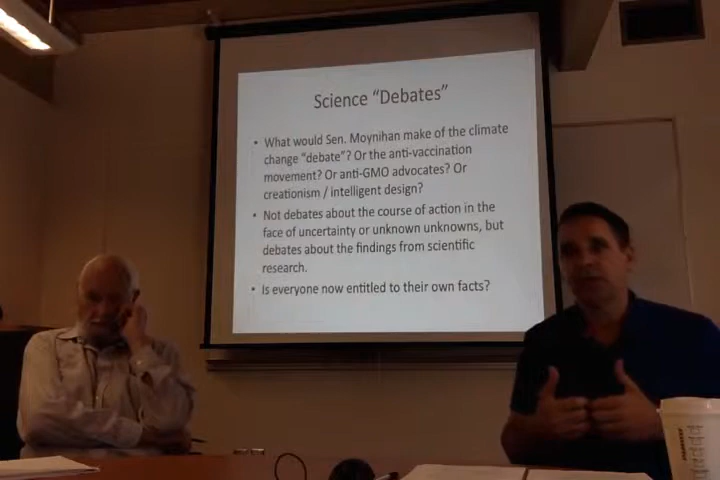 Science "Debates"
• What would Sen. Moynihan make of the climate
change "debate"? Or the anti-vaccination
movement? Or anti-GMO advocates? Or
creationism / intelligent design?
• Not debates about the course of action in the
face of uncertainty or unknown unknowns, but
debates about the findings from scientific
research.
• Is everyone now entitled to their own facts?